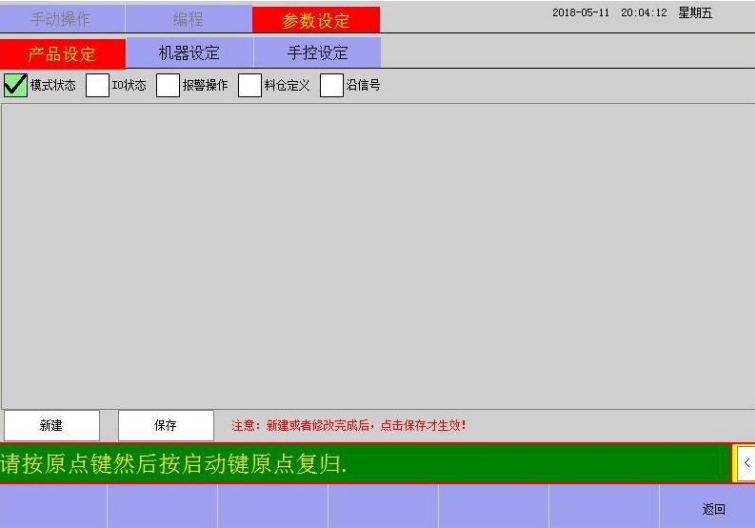 手动操作 编程 参数设定 2018-05-11 20:04:12 星期五
产品设定 机器设定 手控设定
模式状态 IO状态 报警操作 料仓定义 沿信号
新建 保存 注意：新建或者修改完成后，点击保存才生效！
请按原点键然后按启动键原点复归.
<
返回